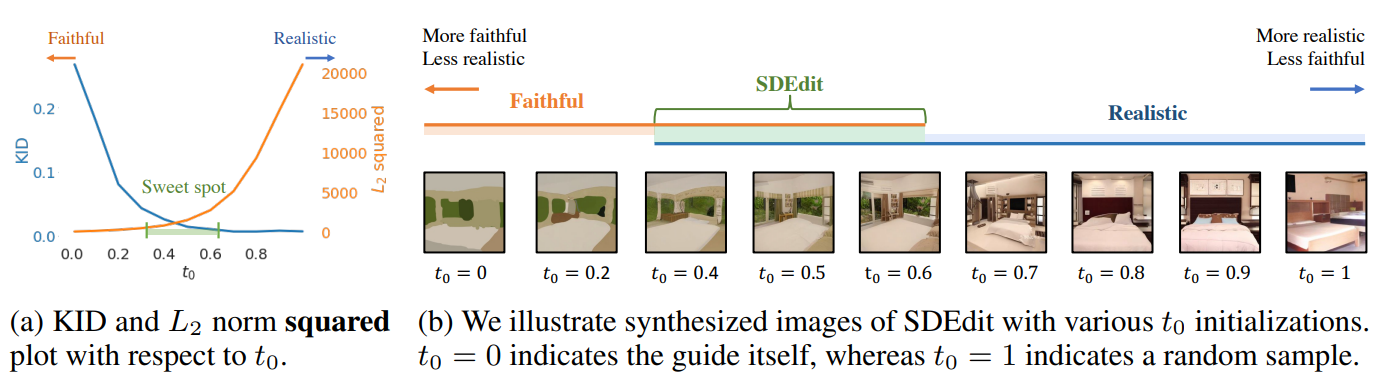 Faithful
Realistic
KID
0.2
0.1
0.0
Sweet spot
20000
15000
10000
5000
0
L₂ squared
0.0 0.2 0.4 0.6 0.8
t₀
(a) KID and L₂ norm squared
plot with respect to t₀.
More faithful
Less realistic
More realistic
Less faithful
SDEdit
Faithful
Realistic
t₀ = 0 t₀ = 0.2 t₀ = 0.4 t₀ = 0.5 t₀ = 0.6 t₀ = 0.7 t₀ = 0.8 t₀ = 0.9 t₀ = 1
(b) We illustrate synthesized images of SDEdit with various t₀ initializations.
t₀ = 0 indicates the guide itself, whereas t₀ = 1 indicates a random sample.